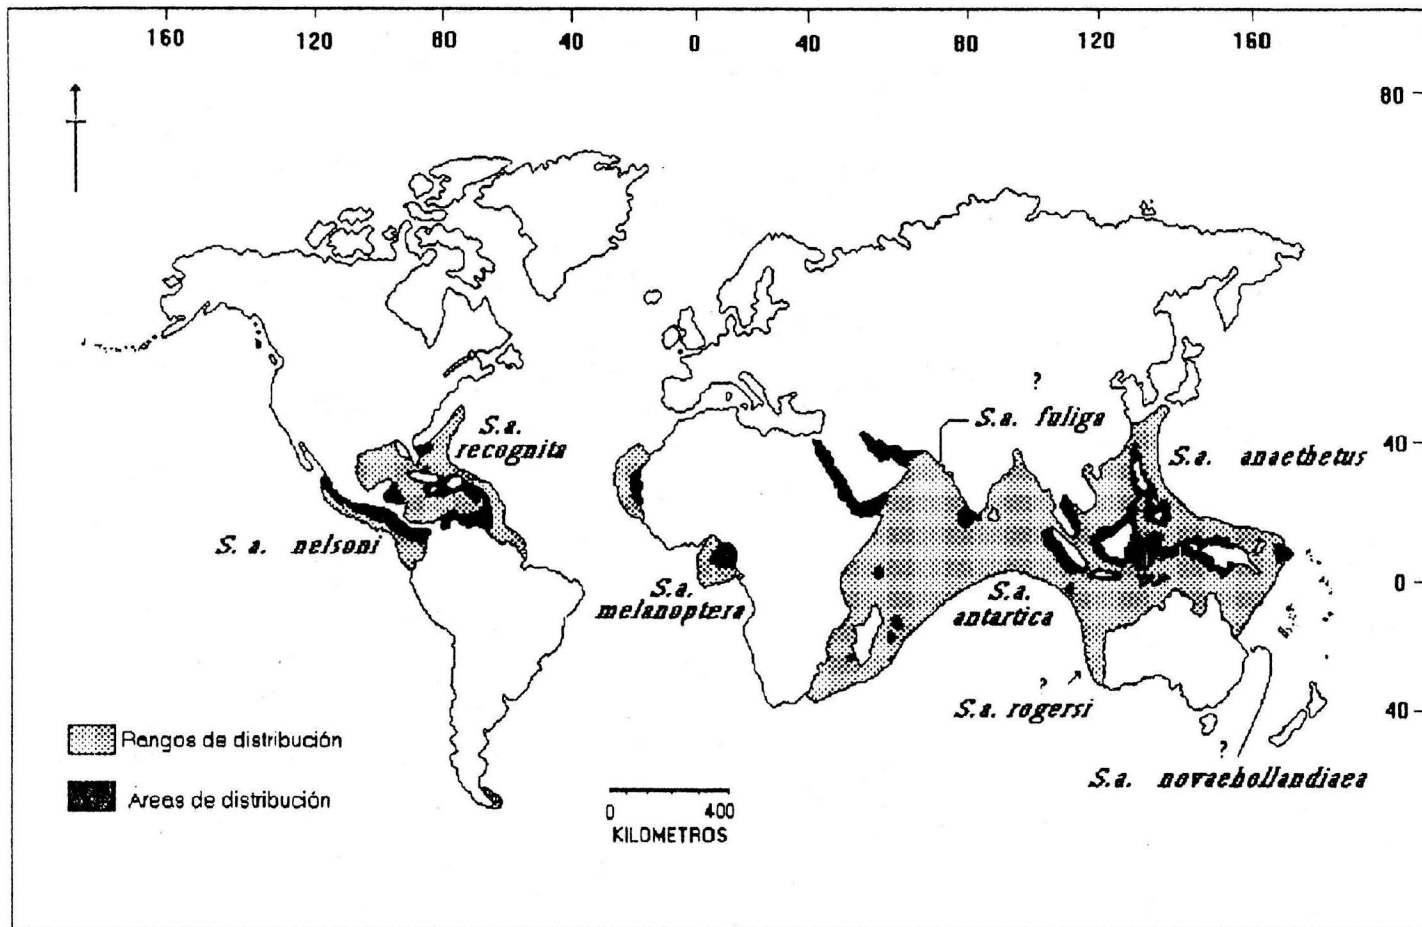 160 120 80 40 0 40 80 120 160
80
?
S.a. fuliga
S.a.
recognita
40
S.a. anaethetus
S. a. nelsoni
S.a.
melanoptera
S.a.
antartica
0
?
S.a. rogersi
40
?
S.a. novaehollandiaea
Rangos de distribución
Areas de distribución
0 400
KILOMETROS